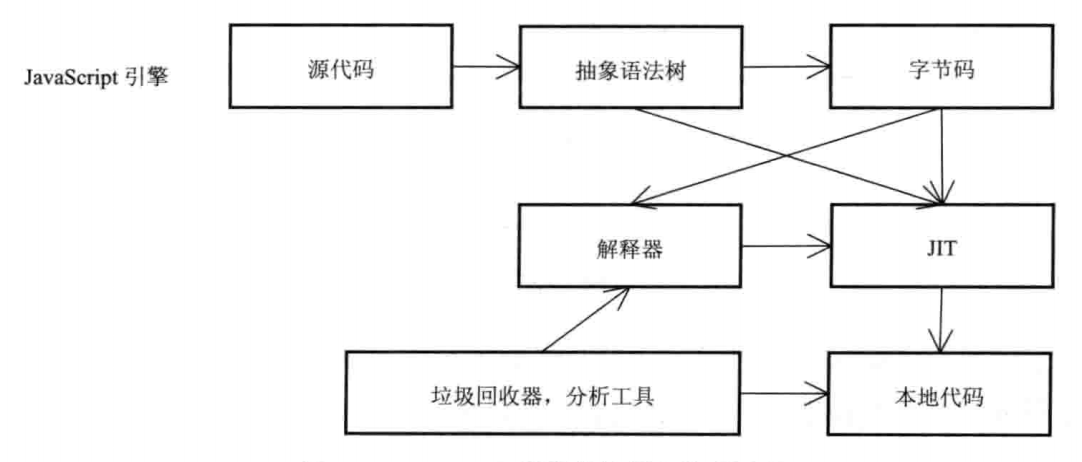 JavaScript 引擎
源代码
抽象语法树
字节码
解释器
JIT
垃圾回收器，分析工具
本地代码